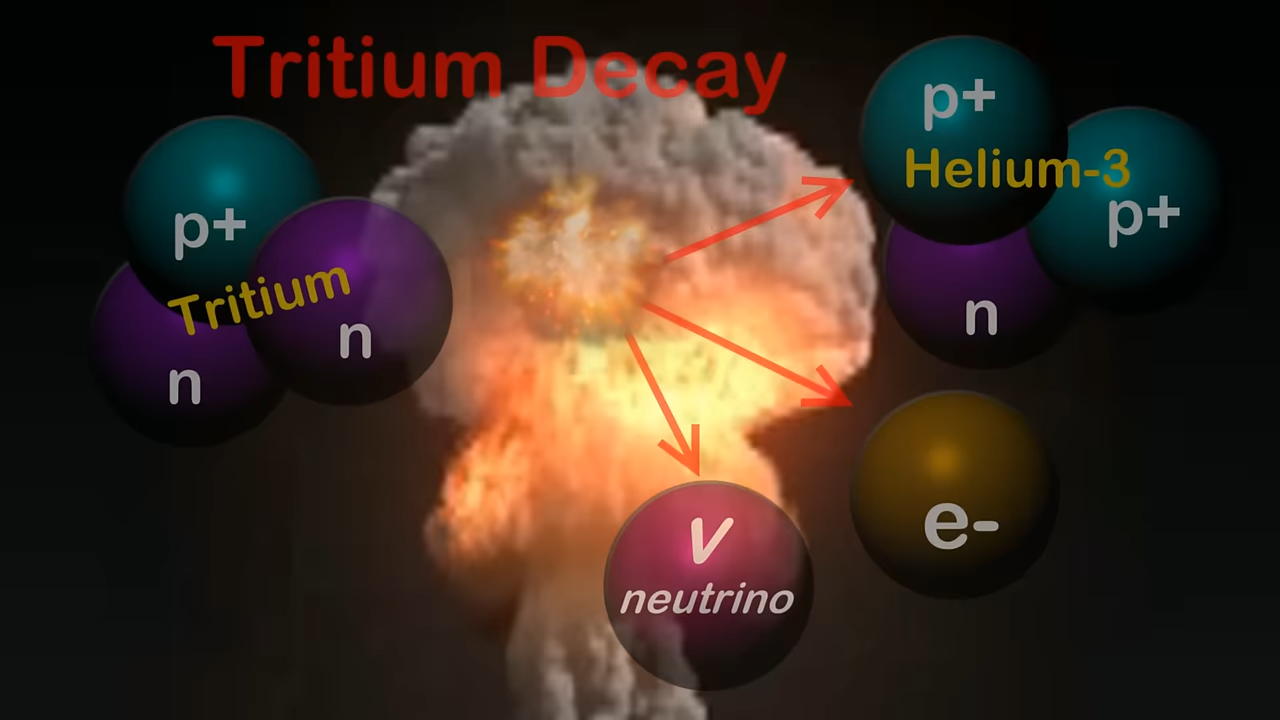 Tritium Decay
p+
Tritium
n
n
p+
Helium-3
p+
n
e-
ν
neutrino